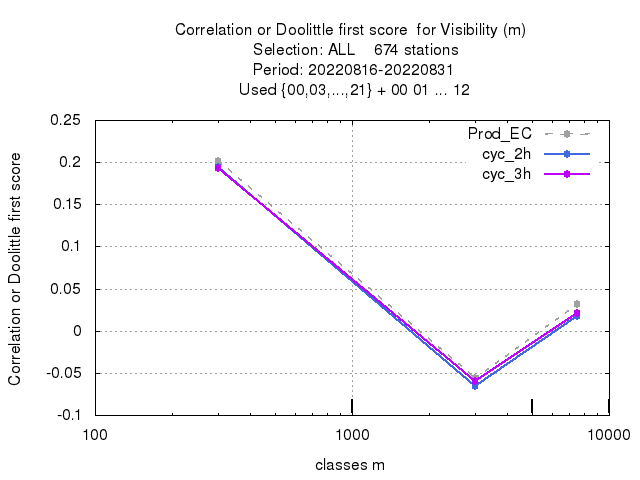 Correlation or Doolittle first score  for Visibility (m)
Selection: ALL    674 stations
Period: 20220816-20220831
Used {00,03,...,21} + 00 01 ... 12
Correlation or Doolittle first score
0.25
0.2
0.15
0.1
0.05
0
-0.05
-0.1
Prod_EC
cyc_2h
cyc_3h
100 1000 10000
classes m